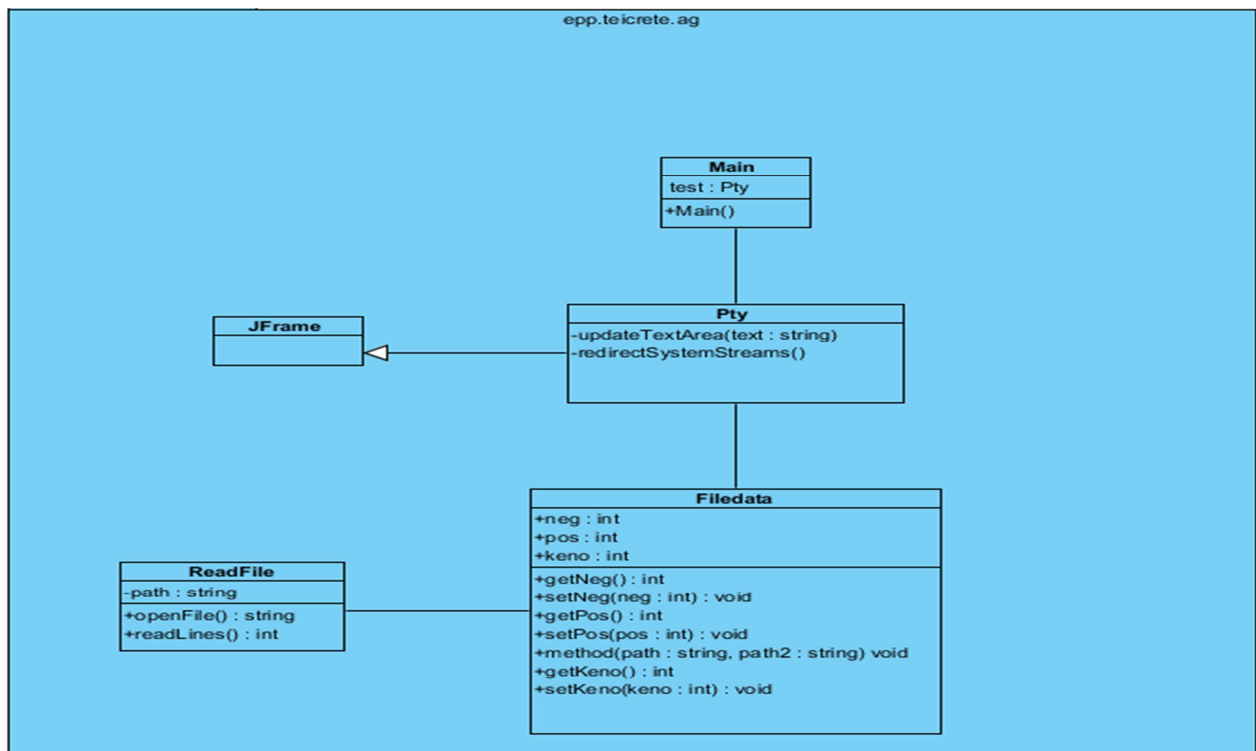 epp.teicrete.ag
Main
test : Pty
+Main()
JFrame
Pty
-updateTextArea(text : string)
-redirectSystemStreams()
Filedata
+neg : int
+pos : int
+keno : int
+getNeg() : int
+setNeg(neg : int) : void
+getPos() : int
+setPos(pos : int) : void
+method(path : string, path2 : string) void
+getKeno() : int
+setKeno(keno : int) : void
ReadFile
-path : string
+openFile() : string
+readLines() : int